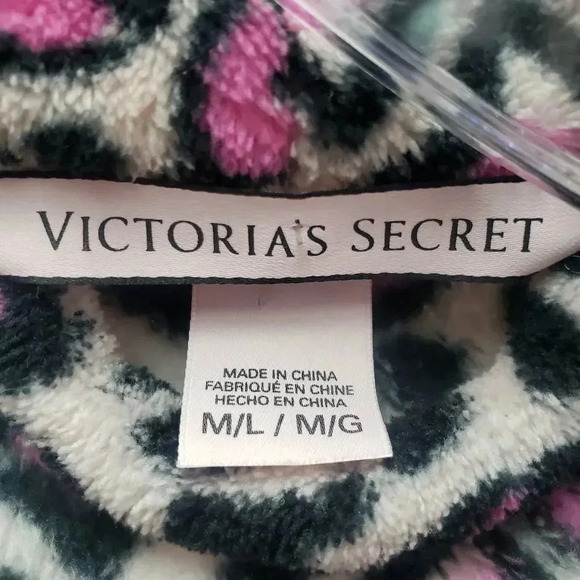 VICTORIA'S SECRET
MADE IN CHINA
FABRIQUÉ EN CHINE
HECHO EN CHINA
M/L / M/G